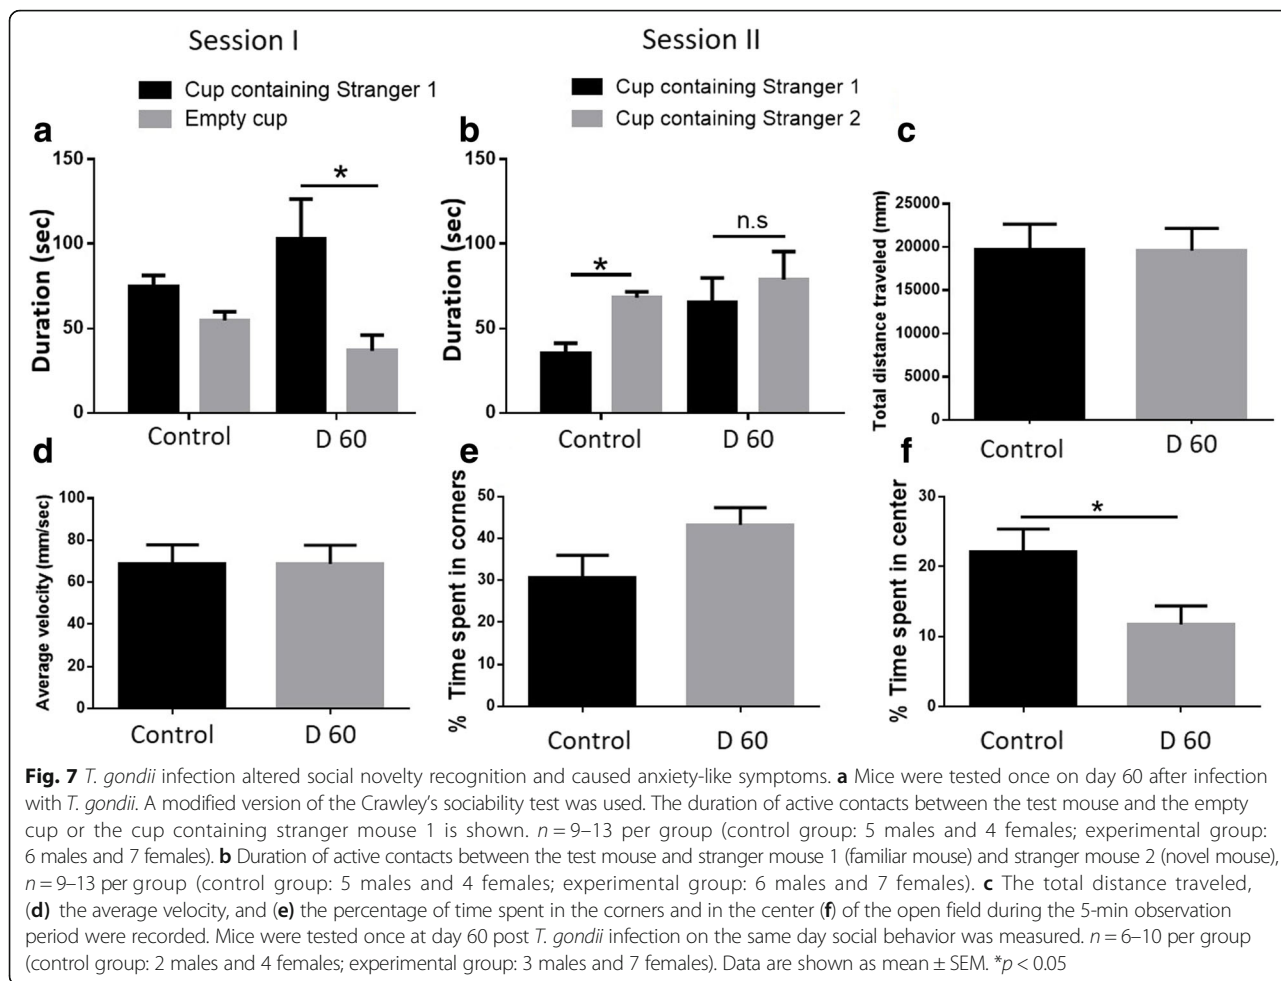 Session I
Cup containing Stranger 1
Empty cup
Session II
Cup containing Stranger 1
Cup containing Stranger 2
a
Duration (sec)
150
100
50
0
*
Control
D 60
b
Duration (sec)
150
100
50
0
*
n.s
Control
D 60
c
Total distance traveled (mm)
25000
20000
15000
10000
5000
0
Control
D 60
d
Average velocity (mm/sec)
100
80
60
40
20
0
Control
D 60
e
% Time spent in corners
50
40
30
20
10
0
Control
D 60
f
% Time spent in center
30
20
10
0
*
Control
D 60
Fig. 7 T. gondii infection altered social novelty recognition and caused anxiety-like symptoms. a Mice were tested once on day 60 after infection
with T. gondii. A modified version of the Crawley's sociability test was used. The duration of active contacts between the test mouse and the empty
cup or the cup containing stranger mouse 1 is shown. n = 9–13 per group (control group: 5 males and 4 females; experimental group:
6 males and 7 females). b Duration of active contacts between the test mouse and stranger mouse 1 (familiar mouse) and stranger mouse 2 (novel mouse),
n = 9–13 per group (control group: 5 males and 4 females; experimental group: 6 males and 7 females). c The total distance traveled,
(d) the average velocity, and (e) the percentage of time spent in the corners and in the center (f) of the open field during the 5-min observation
period were recorded. Mice were tested once at day 60 post T. gondii infection on the same day social behavior was measured. n = 6–10 per group
(control group: 2 males and 4 females; experimental group: 3 males and 7 females). Data are shown as mean ± SEM. *p < 0.05